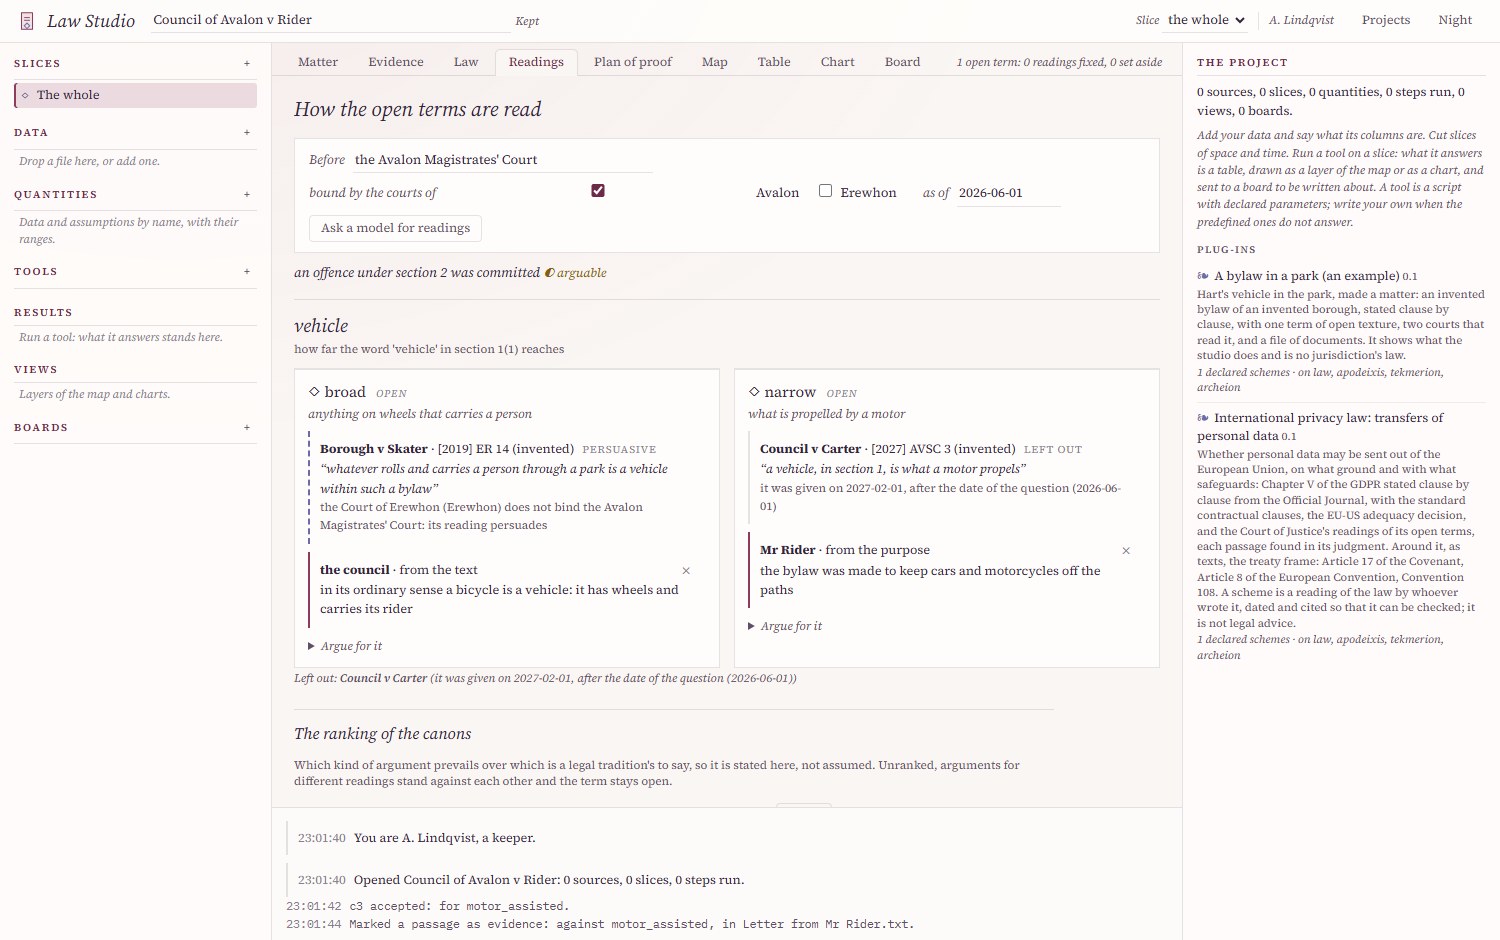 Law Studio
Council of Avalon v Rider
Kept
Slice the whole
A. Lindqvist
Projects
Night
SLICES +
The whole
DATA +
Drop a file here, or add one.
QUANTITIES +
Data and assumptions by name, with their
ranges.
TOOLS +
RESULTS
Run a tool: what it answers stands here.
VIEWS
Layers of the map and charts.
BOARDS +
Matter Evidence Law Readings Plan of proof Map Table Chart Board
1 open term: 0 readings fixed, 0 set aside
How the open terms are read
Before the Avalon Magistrates' Court
bound by the courts of Avalon Erewhon as of 2026-06-01
Ask a model for readings
an offence under section 2 was committed ◐ arguable
vehicle
how far the word 'vehicle' in section 1(1) reaches
◇ broad OPEN
anything on wheels that carries a person
Borough v Skater · [2019] ER 14 (invented) PERSUASIVE
“whatever rolls and carries a person through a park is a vehicle
within such a bylaw”
the Court of Erewhon (Erewhon) does not bind the Avalon
Magistrates' Court: its reading persuades
the council · from the text ×
in its ordinary sense a bicycle is a vehicle: it has wheels and
carries its rider
▶ Argue for it
◇ narrow OPEN
what is propelled by a motor
Council v Carter · [2027] AVSC 3 (invented) LEFT OUT
“a vehicle, in section 1, is what a motor propels”
it was given on 2027-02-01, after the date of the question (2026-06-
01)
Mr Rider · from the purpose ×
the bylaw was made to keep cars and motorcycles off the
paths
▶ Argue for it
Left out: Council v Carter (it was given on 2027-02-01, after the date of the question (2026-06-01))
The ranking of the canons
Which kind of argument prevails over which is a legal tradition's to say, so it is stated here, not assumed. Unranked, arguments for
different readings stand against each other and the term stays open.
23:01:40 You are A. Lindqvist, a keeper.
23:01:40 Opened Council of Avalon v Rider: 0 sources, 0 slices, 0 steps run.
23:01:42 c3 accepted: for motor_assisted.
23:01:44 Marked a passage as evidence: against motor_assisted, in Letter from Mr Rider.txt.
THE PROJECT
0 sources, 0 slices, 0 quantities, 0 steps run, 0
views, 0 boards.
Add your data and say what its columns are. Cut slices
of space and time. Run a tool on a slice: what it answers
is a table, drawn as a layer of the map or as a chart, and
sent to a board to be written about. A tool is a script
with declared parameters; write your own when the
predefined ones do not answer.
PLUG-INS
A bylaw in a park (an example) 0.1
Hart's vehicle in the park, made a matter: an invented
bylaw of an invented borough, stated clause by
clause, with one term of open texture, two courts that
read it, and a file of documents. It shows what the
studio does and is no jurisdiction's law.
1 declared schemes · on law, apodeixis, tekmerion,
archeion
International privacy law: transfers of
personal data 0.1
Whether personal data may be sent out of the
European Union, on what ground and with what
safeguards: Chapter V of the GDPR stated clause by
clause from the Official Journal, with the standard
contractual clauses, the EU-US adequacy decision,
and the Court of Justice's readings of its open terms,
each passage found in its judgment. Around it, as
texts, the treaty frame: Article 17 of the Covenant,
Article 8 of the European Convention, Convention
108. A scheme is a reading of the law by whoever
wrote it, dated and cited so that it can be checked; it
is not legal advice.
1 declared schemes · on law, apodeixis, tekmerion,
archeion